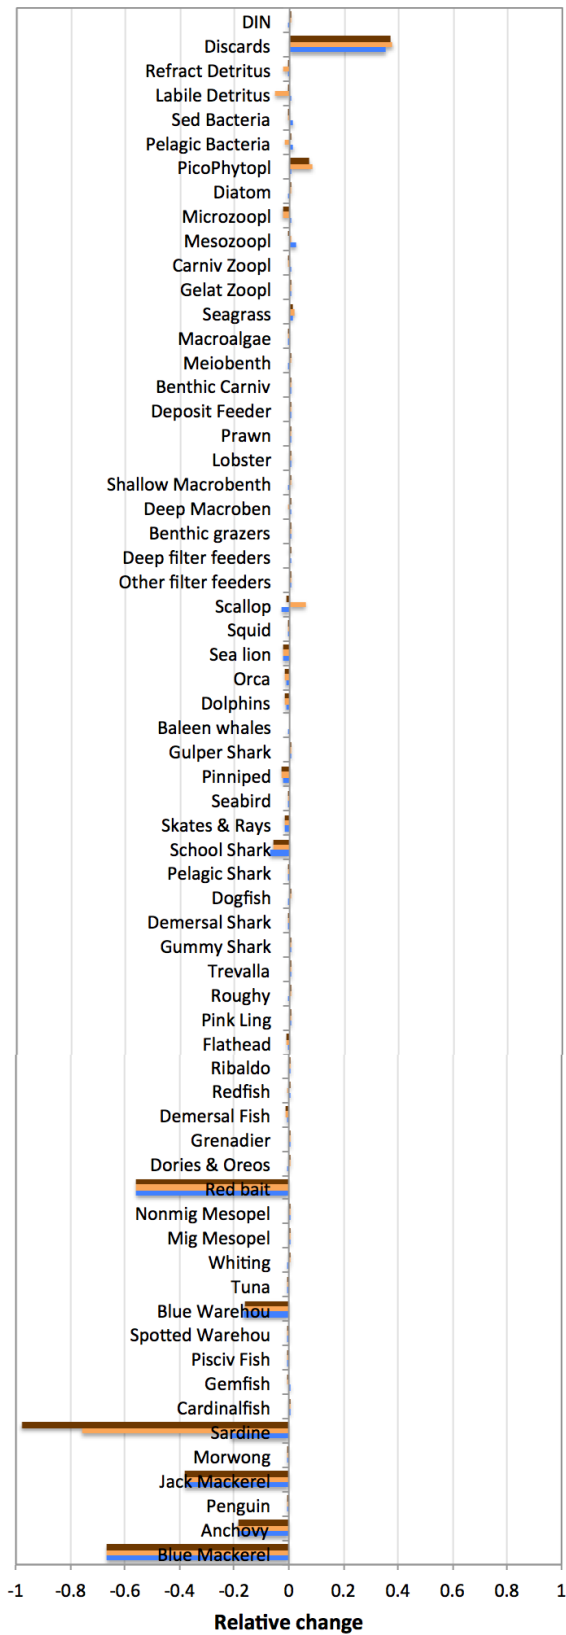 DIN
Discards
Refract Detritus
Labile Detritus
Sed Bacteria
Pelagic Bacteria
PicoPhytopl
Diatom
Microzoopl
Mesozoopl
Carniv Zoopl
Gelat Zoopl
Seagrass
Macroalgae
Meiobenth
Benthic Carniv
Deposit Feeder
Prawn
Lobster
Shallow Macrobenth
Deep Macroben
Benthic grazers
Deep filter feeders
Other filter feeders
Scallop
Squid
Sea lion
Orca
Dolphins
Baleen whales
Gulper Shark
Pinniped
Seabird
Skates & Rays
School Shark
Pelagic Shark
Dogfish
Demersal Shark
Gummy Shark
Trevalla
Roughy
Pink Ling
Flathead
Ribaldo
Redfish
Demersal Fish
Grenadier
Dories & Oreos
Red bait
Nonmig Mesopel
Mig Mesopel
Whiting
Tuna
Blue Warehou
Spotted Warehou
Pisciv Fish
Gemfish
Cardinalfish
Sardine
Morwong
Jack Mackerel
Penguin
Anchovy
Blue Mackerel
-1 -0.8 -0.6 -0.4 -0.2 0 0.2 0.4 0.6 0.8 1
Relative change